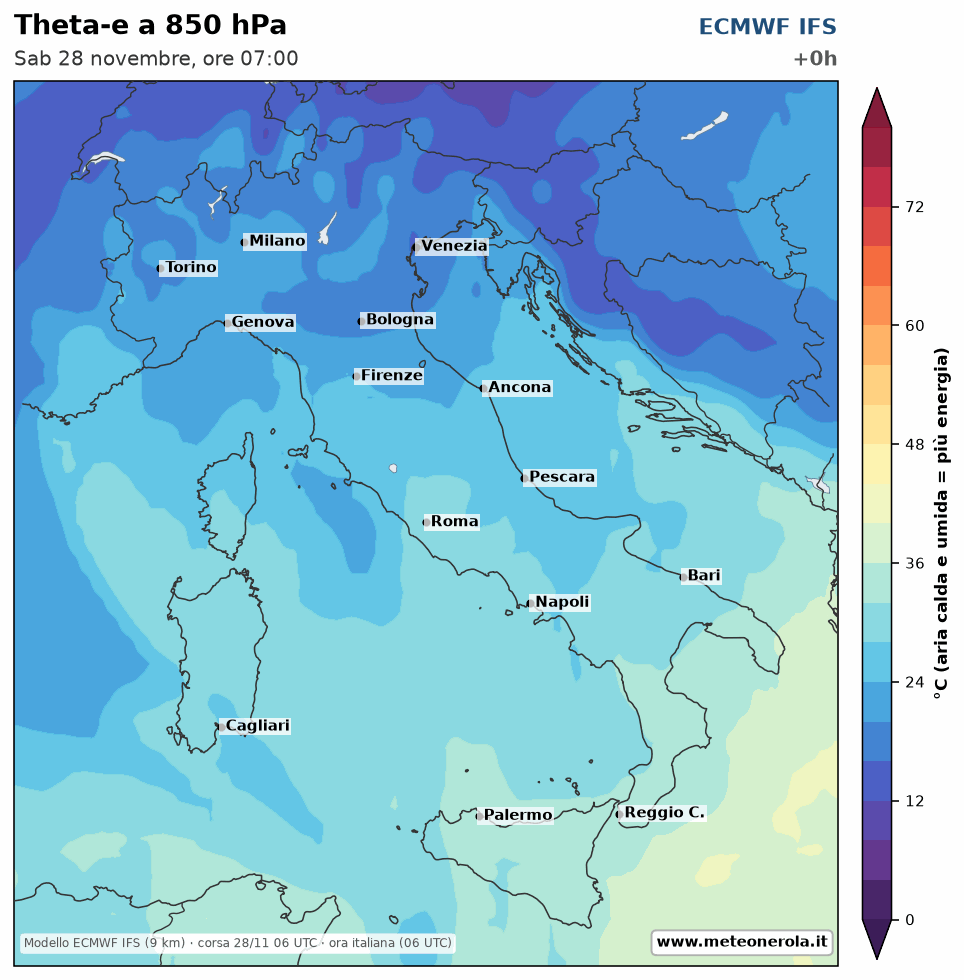 Theta-e a 850 hPa
ECMWF IFS
Sab 28 novembre, ore 07:00
+0h
Milano
Venezia
Torino
Genova
Bologna
Firenze
Ancona
Pescara
Roma
Bari
Napoli
Cagliari
Palermo
Reggio C.
72
60
48
36
24
12
0
°C (aria calda e umida = più energia)
Modello ECMWF IFS (9 km) · corsa 28/11 06 UTC · ora italiana (06 UTC)
www.meteonerola.it